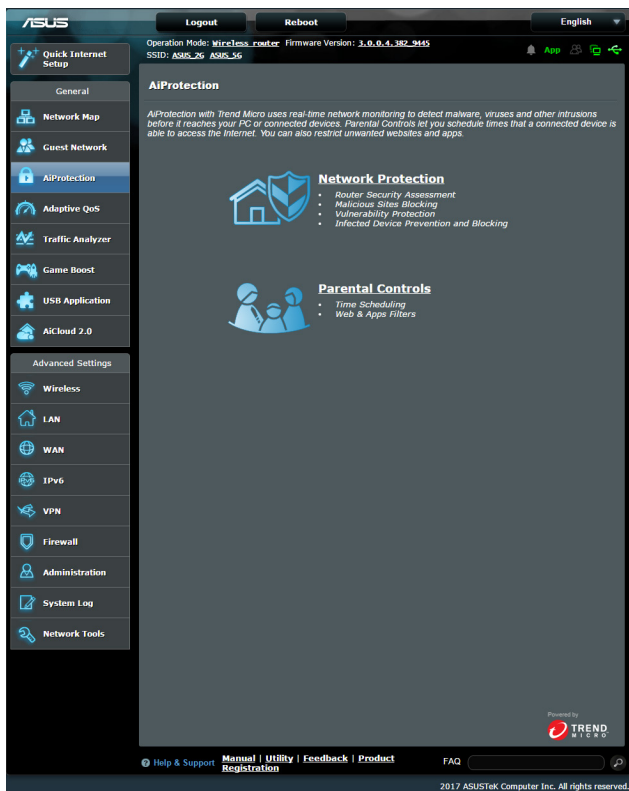 ASUS
Logout
Reboot
English
Quick Internet
Setup
Operation Mode: Wireless router Firmware Version: 3.0.0.4.382_9445
SSID: ASUS_2G ASUS_5G
App
General
Network Map
Guest Network
AiProtection
Adaptive QoS
Traffic Analyzer
Game Boost
USB Application
AiCloud 2.0
Advanced Settings
Wireless
LAN
WAN
IPv6
IPv6
VPN
Firewall
Administration
System Log
Network Tools
AiProtection
AiProtection with Trend Micro uses real-time network monitoring to detect malware, viruses and other intrusions
before it reaches your PC or connected devices. Parental Controls let you schedule times that a connected device is
able to access the Internet. You can also restrict unwanted websites and apps.
Network Protection
• Router Security Assessment
• Malicious Sites Blocking
• Vulnerability Protection
• Infected Device Prevention and Blocking
Parental Controls
• Time Scheduling
• Web & Apps Filters
Powered by
TREND
MICRO
Help & Support
Manual | Utility | Feedback | Product
Registration
FAQ
2017 ASUSTeK Computer Inc. All rights reserved.